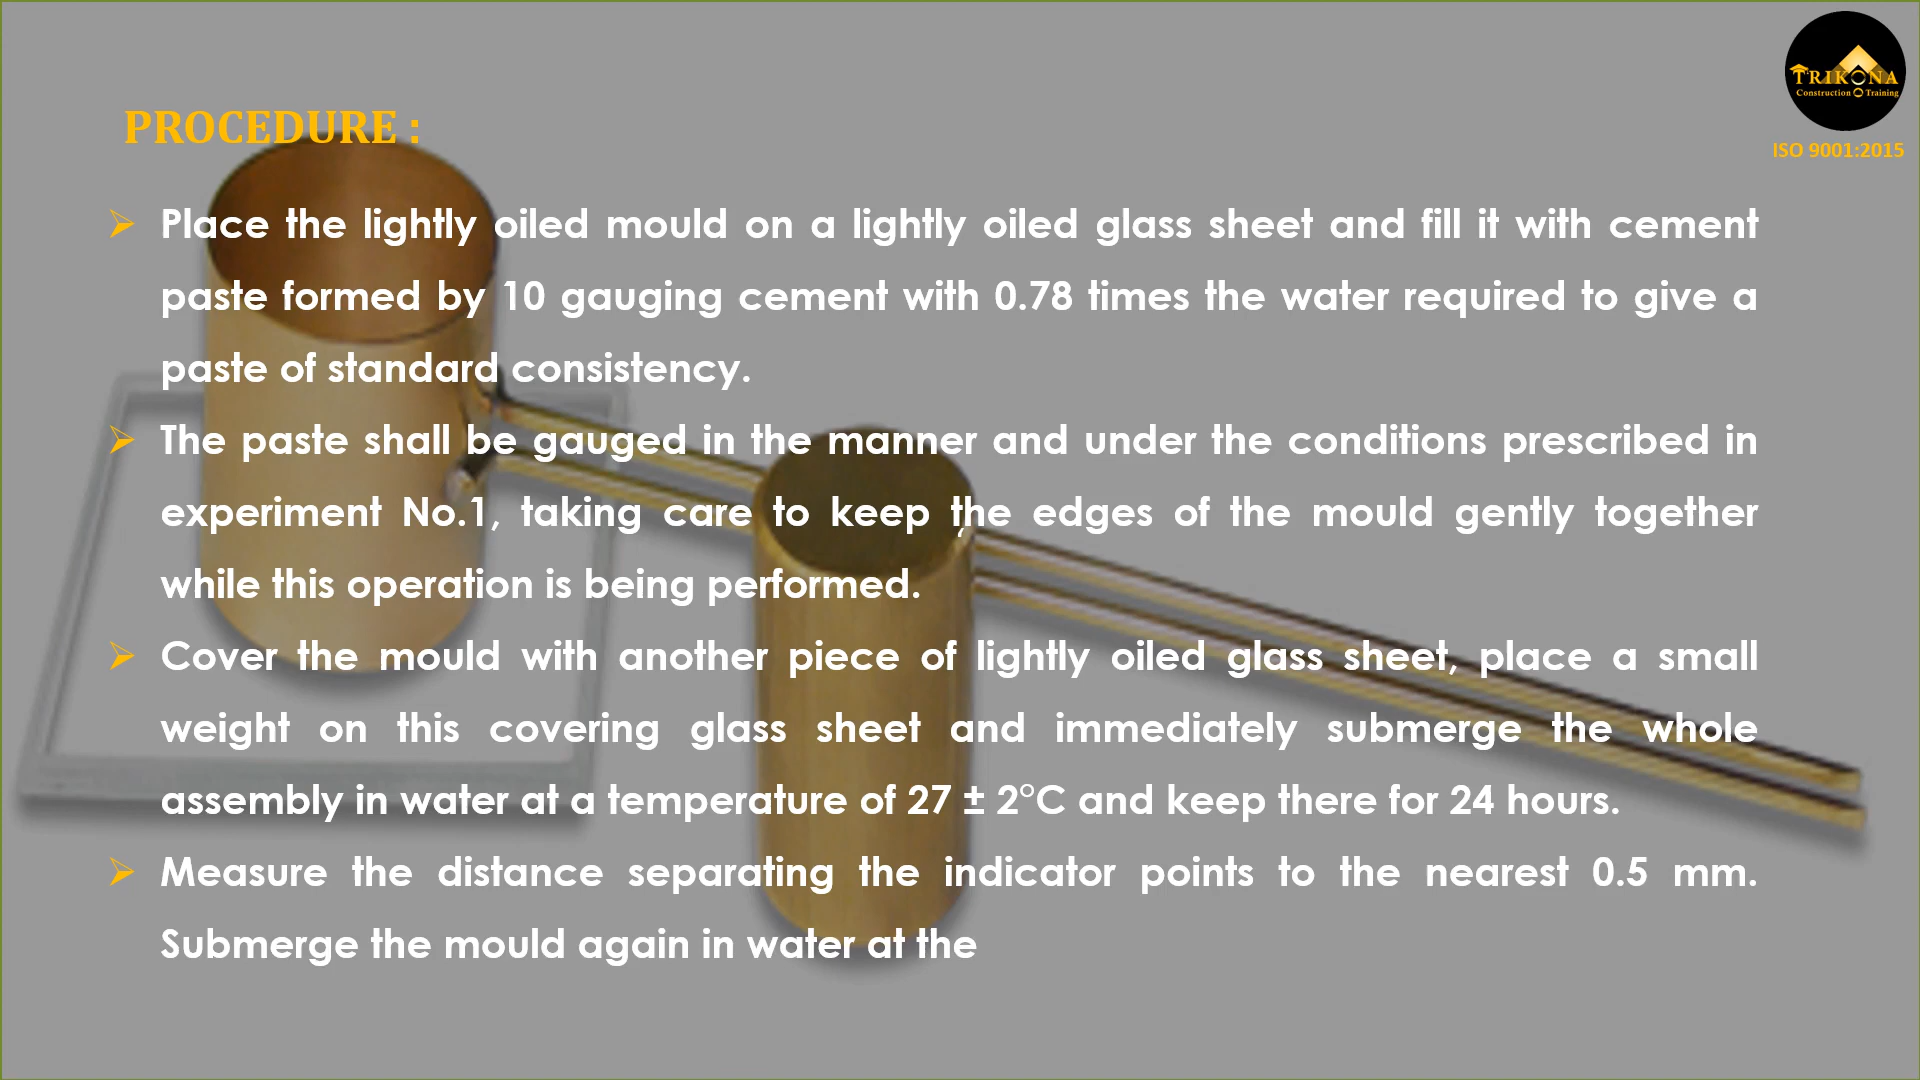 TRIKONA
Construction Training
ISO 9001:2015
PROCEDURE :
➢ Place the lightly oiled mould on a lightly oiled glass sheet and fill it with cement
paste formed by 10 gauging cement with 0.78 times the water required to give a
paste of standard consistency.
➢ The paste shall be gauged in the manner and under the conditions prescribed in
experiment No.1, taking care to keep the edges of the mould gently together
while this operation is being performed.
➢ Cover the mould with another piece of lightly oiled glass sheet, place a small
weight on this covering glass sheet and immediately submerge the whole
assembly in water at a temperature of 27 ± 2°C and keep there for 24 hours.
➢ Measure the distance separating the indicator points to the nearest 0.5 mm.
Submerge the mould again in water at the